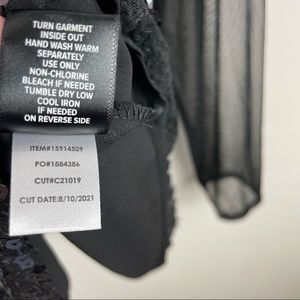 TURN GARMENT
INSIDE OUT
HAND WASH WARM
SEPARATELY
USE ONLY
NON-CHLORINE
BLEACH IF NEEDED
TUMBLE DRY LOW
COOL IRON
IF NEEDED
ON REVERSE SIDE
ITEM#15914509
PO#1884386
CUT#C21019
CUT DATE:8/10/2021